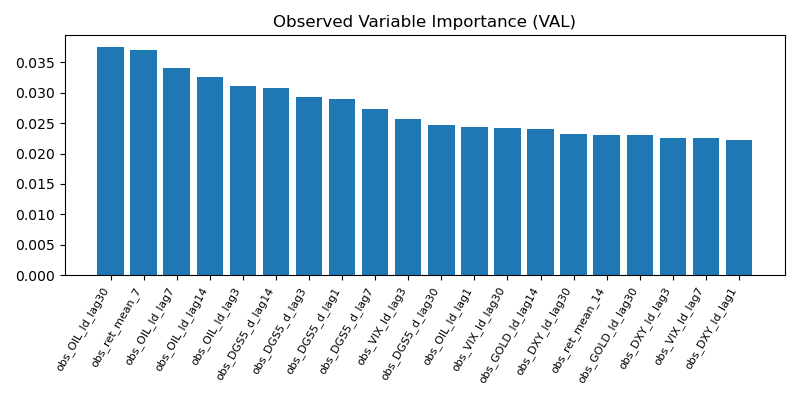 Observed Variable Importance (VAL)
0.035
0.030
0.025
0.020
0.015
0.010
0.005
0.000
obs_OIL_ld_lag30
obs_ret_mean_7
obs_OIL_ld_lag7
obs_OIL_ld_lag14
obs_OIL_ld_lag3
obs_DGS5_d_lag14
obs_DGS5_d_lag3
obs_DGS5_d_lag1
obs_DGS5_d_lag7
obs_VIX_ld_lag3
obs_DGS5_d_lag30
obs_OIL_ld_lag1
obs_VIX_ld_lag30
obs_GOLD_ld_lag14
obs_DXY_ld_lag30
obs_ret_mean_14
obs_GOLD_ld_lag30
obs_DXY_ld_lag3
obs_VIX_ld_lag7
obs_DXY_ld_lag1